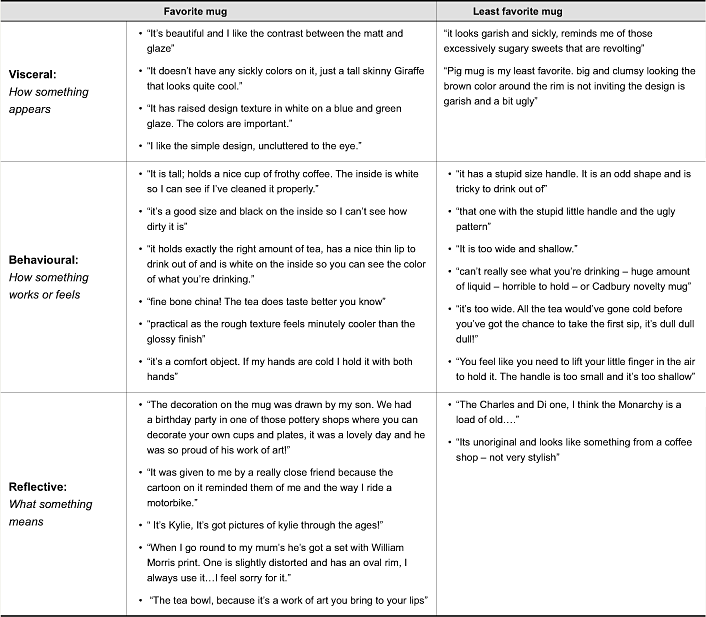 Favorite mug
Least favorite mug
Visceral:
How something
appears
• “It’s beautiful and I like the contrast between the matt and
glaze”
• “It doesn’t have any sickly colors on it, just a tall skinny Giraffe
that looks quite cool.”
• “It has raised design texture in white on a blue and green
glaze. The colors are important.”
• “I like the simple design, uncluttered to the eye.”
“it looks garish and sickly, reminds me of those
excessively sugary sweets that are revolting”
“Pig mug is my least favorite. big and clumsy looking the
brown color around the rim is not inviting the design is
garish and a bit ugly”
Behavioural:
How something
works or feels
• “It is tall; holds a nice cup of frothy coffee. The inside is white
so I can see if I’ve cleaned it properly.”
• “it’s a good size and black on the inside so I can’t see how
dirty it is”
• “it holds exactly the right amount of tea, has a nice thin lip to
drink out of and is white on the inside so you can see the color
of what you’re drinking.”
• “fine bone china! The tea does taste better you know”
• “practical as the rough texture feels minutely cooler than the
glossy finish”
• “it’s a comfort object. If my hands are cold I hold it with both
hands”
• “it has a stupid size handle. It is an odd shape and is
tricky to drink out of”
• “that one with the stupid little handle and the ugly
pattern”
• “It is too wide and shallow.”
• “can’t really see what you’re drinking – huge amount
of liquid – horrible to hold – or Cadbury novelty mug”
• “it’s too wide. All the tea would’ve gone cold before
you’ve got the chance to take the first sip, it’s dull dull
dull!”
• “You feel like you need to lift your little finger in the air
to hold it. The handle is too small and it’s too shallow”
Reflective:
What something
means
• “The decoration on the mug was drawn by my son. We had
a birthday party in one of those pottery shops where you can
decorate your own cups and plates, it was a lovely day and he
was so proud of his work of art!”
• “It was given to me by a really close friend because the
cartoon on it reminded them of me and the way I ride a
motorbike.”
• “ It’s Kylie, It’s got pictures of kylie through the ages!”
• “When I go round to my mum’s he’s got a set with William
Morris print. One is slightly distorted and has an oval rim, I
always use it…I feel sorry for it.”
• “The tea bowl, because it’s a work of art you bring to your lips”
• “The Charles and Di one, I think the Monarchy is a
load of old….”
• “Its unoriginal and looks like something from a coffee
shop – not very stylish”